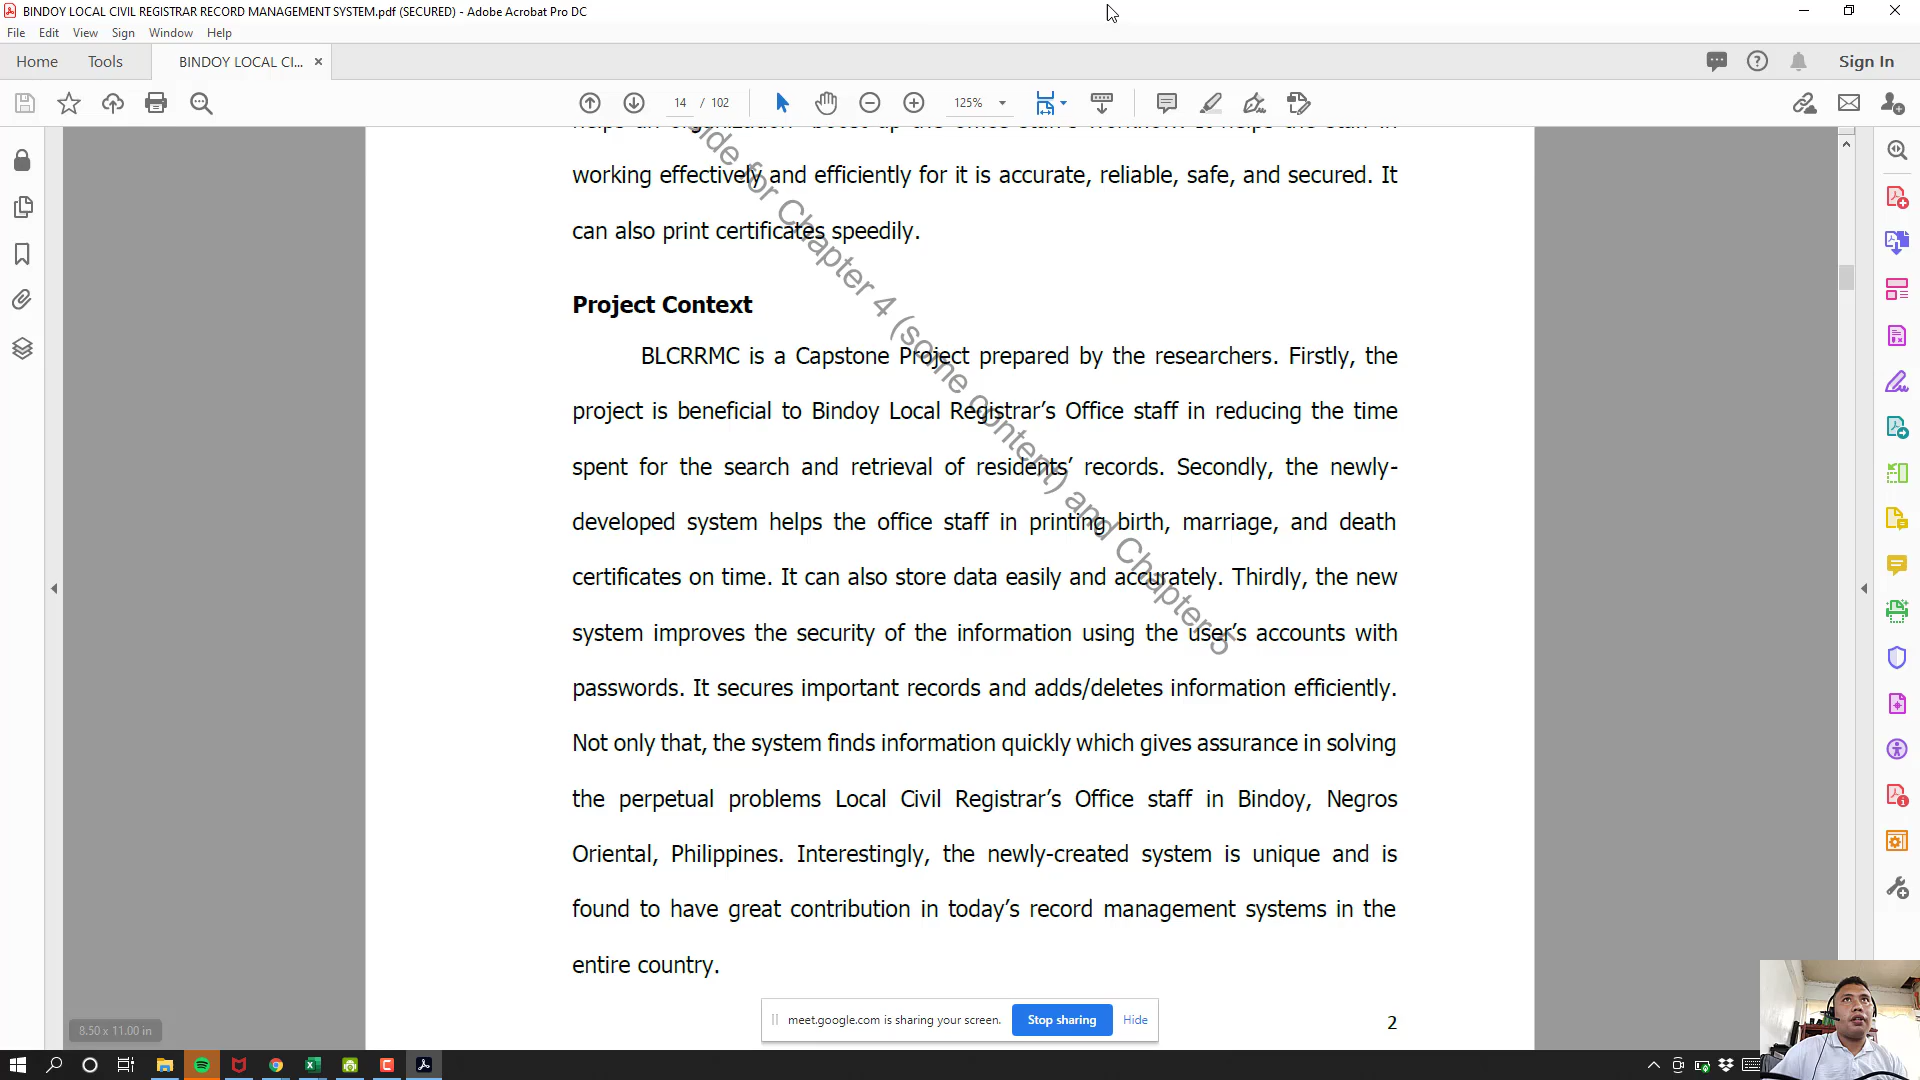 BINDOY LOCAL CIVIL REGISTRAR RECORD MANAGEMENT SYSTEM.pdf (SECURED) - Adobe Acrobat Pro DC
File Edit View Sign Window Help
Home Tools BINDOY LOCAL CI... × Sign In
14 / 102 125%
working effectively and efficiently for it is accurate, reliable, safe, and secured. It
can also print certificates speedily.
Project Context
BLCRRMC is a Capstone Project prepared by the researchers. Firstly, the
project is beneficial to Bindoy Local Registrar’s Office staff in reducing the time
spent for the search and retrieval of residents’ records. Secondly, the newly-
developed system helps the office staff in printing birth, marriage, and death
certificates on time. It can also store data easily and accurately. Thirdly, the new
system improves the security of the information using the user’s accounts with
passwords. It secures important records and adds/deletes information efficiently.
Not only that, the system finds information quickly which gives assurance in solving
the perpetual problems Local Civil Registrar’s Office staff in Bindoy, Negros
Oriental, Philippines. Interestingly, the newly-created system is unique and is
found to have great contribution in today’s record management systems in the
entire country.
2
for Chapter 4 (some content) and Chapter 5
8.50 x 11.00 in
meet.google.com is sharing your screen. Stop sharing Hide